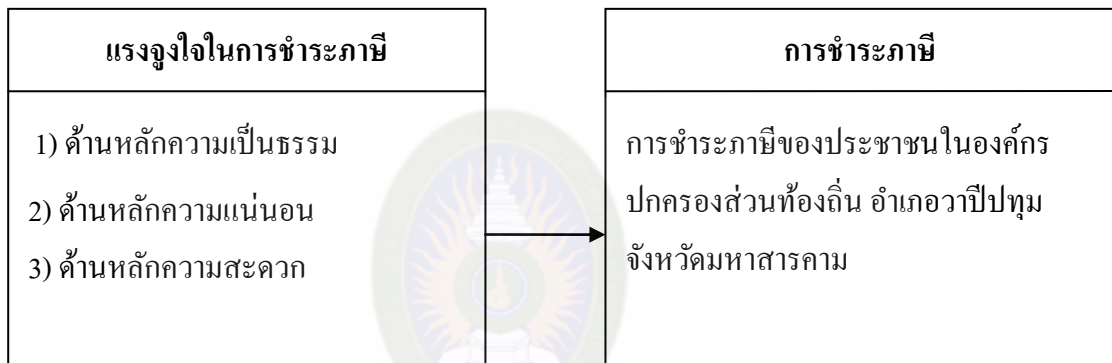 แรงจูงใจในการชำระภาษี
1) ด้านหลักความเป็นธรรม
2) ด้านหลักความแน่นอน
3) ด้านหลักความสะดวก
การชำระภาษี
การชำระภาษีของประชาชนในองค์กร
ปกครองส่วนท้องถิ่น อำเภอวาปีปทุม
จังหวัดมหาสารคาม